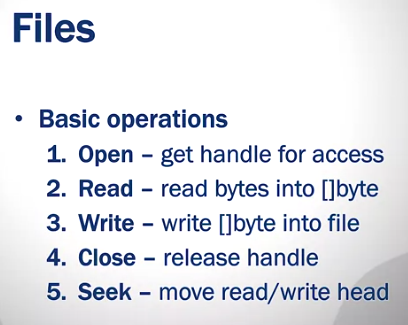 Files
• Basic operations
1. Open – get handle for access
2. Read – read bytes into []byte
3. Write – write []byte into file
4. Close – release handle
5. Seek – move read/write head